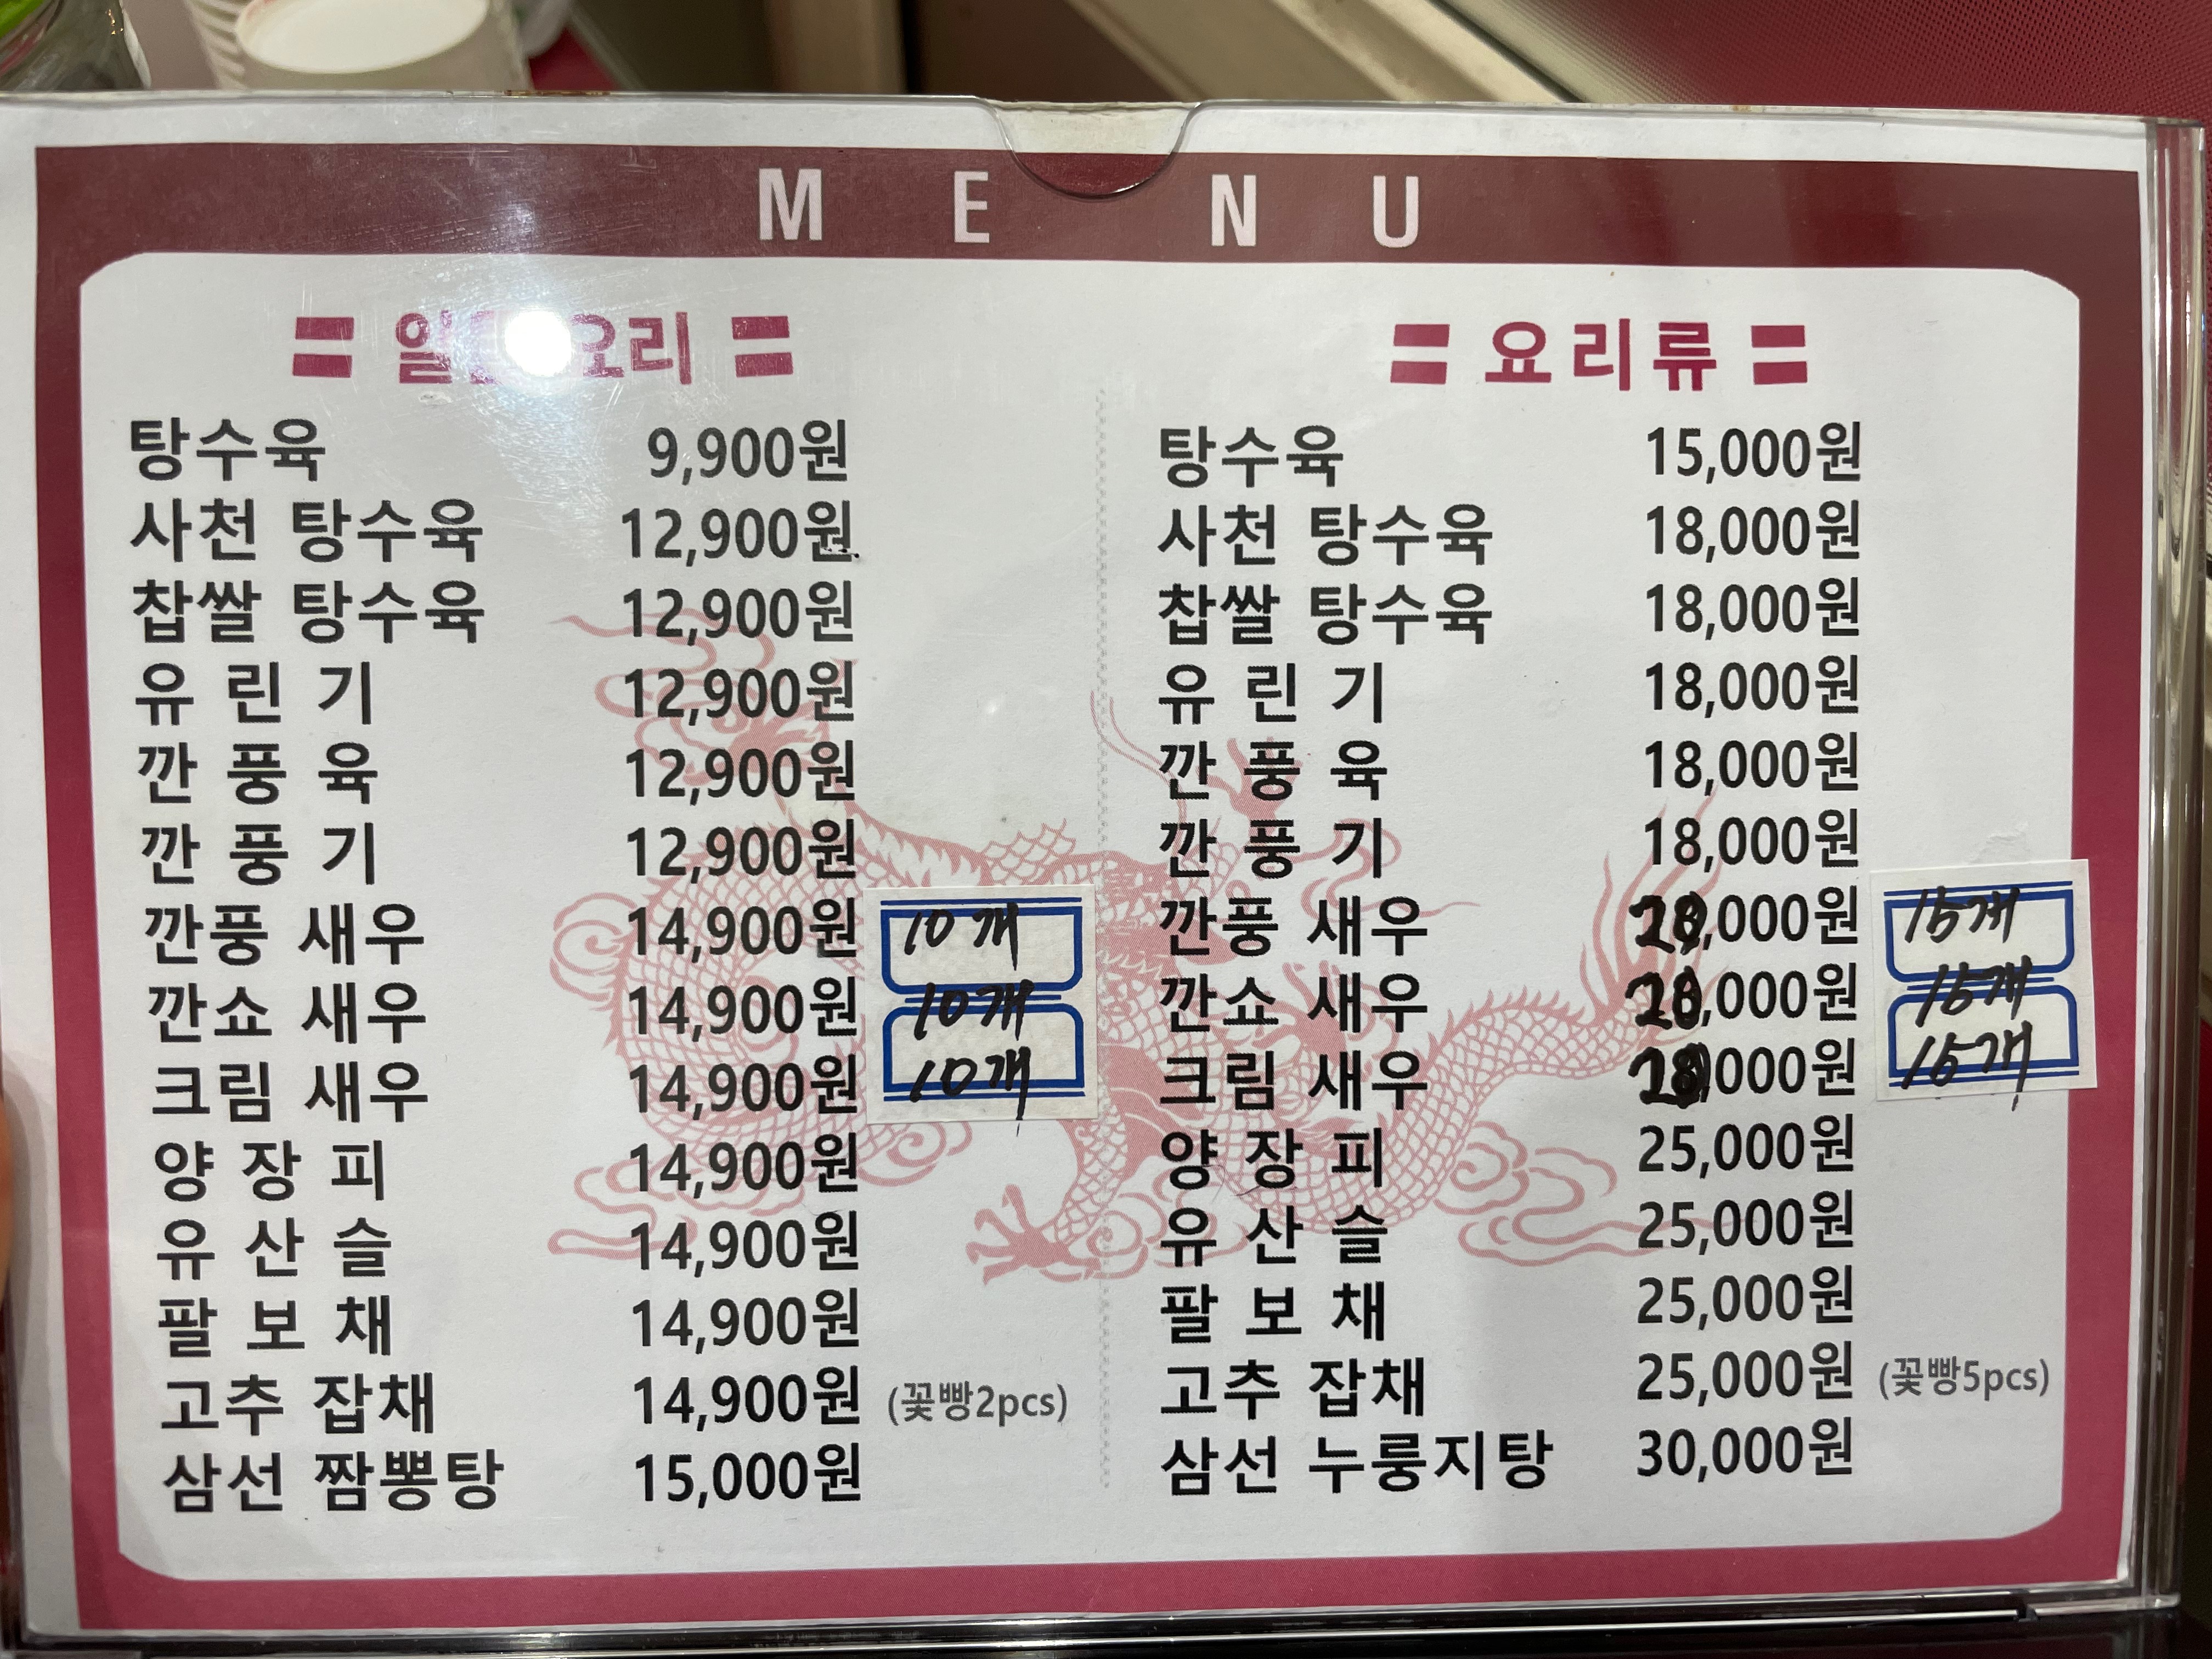 MENU
= 요리 =
탕수육 9,900원
사천 탕수육 12,900원
찹쌀 탕수육 12,900원
유린기 12,900원
깐풍육 12,900원
깐풍기 12,900원
깐풍 새우 14,900원 10개
깐쇼 새우 14,900원 10개
크림 새우 14,900원 10개
양장피 14,900원
유산슬 14,900원
팔보채 14,900원
고추 잡채 14,900원 (꽃빵2pcs)
삼선 짬뽕탕 15,000원
= 요리류 =
탕수육 15,000원
사천 탕수육 18,000원
찹쌀 탕수육 18,000원
유린기 18,000원
깐풍육 18,000원
깐풍기 18,000원
깐풍 새우 15개
깐쇼 새우 15개
크림 새우 15개
양장피 25,000원
유산슬 25,000원
팔보채 25,000원
고추 잡채 25,000원 (꽃빵5pcs)
삼선 누룽지탕 30,000원